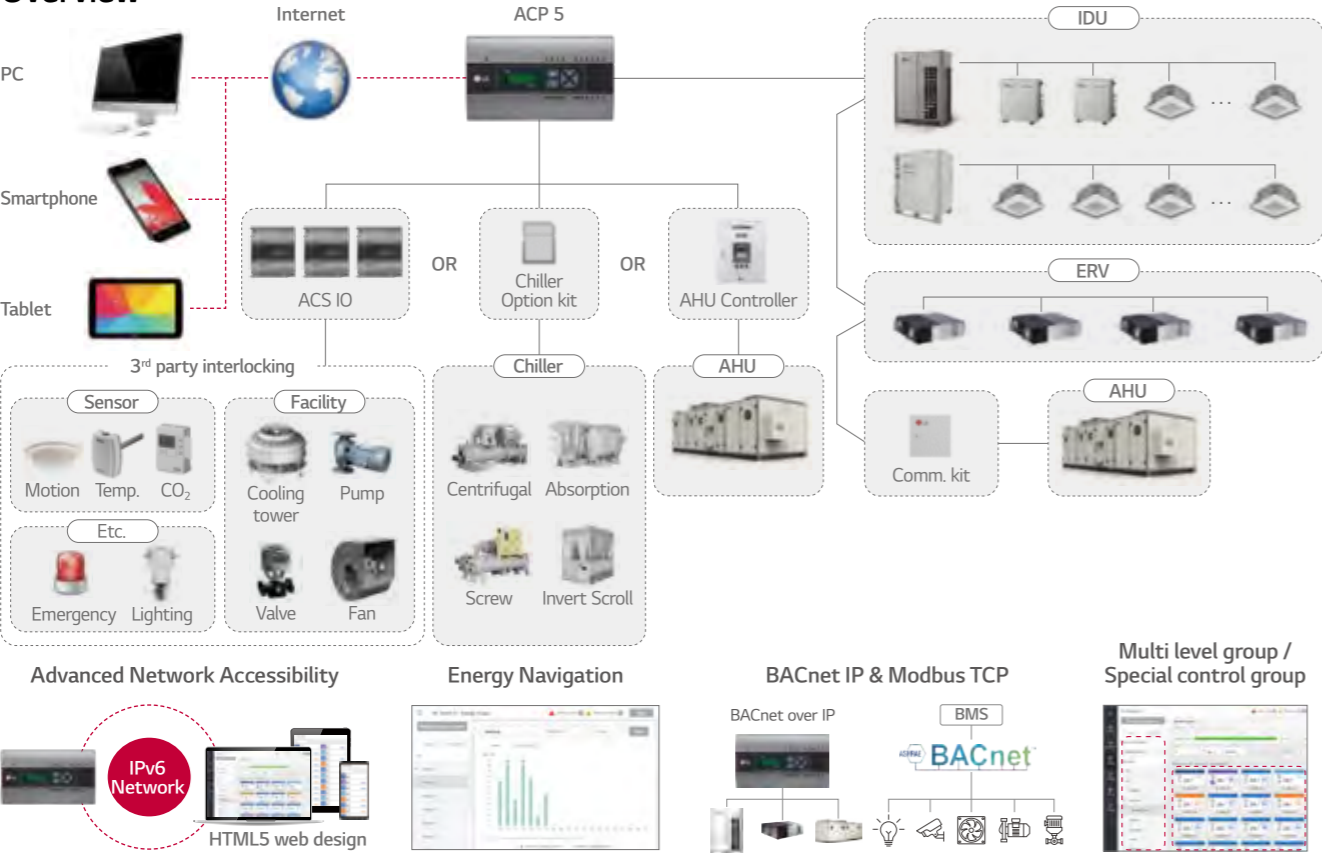 Overview
Internet
ACP 5
PC
Smartphone
Tablet
IDU
ERV
AHU
Comm. kit
ACS IO
OR
Chiller
Option kit
OR
AHU Controller
3rd party interlocking
Sensor
Motion
Temp.
CO₂
Etc.
Emergency
Lighting
Facility
Cooling
tower
Pump
Valve
Fan
Chiller
Centrifugal
Absorption
Screw
Invert Scroll
AHU
Advanced Network Accessibility
IPv6
Network
HTML5 web design
Energy Navigation
BACnet IP & Modbus TCP
BACnet over IP
BMS
ASHRAE BACnet™
Multi level group /
Special control group